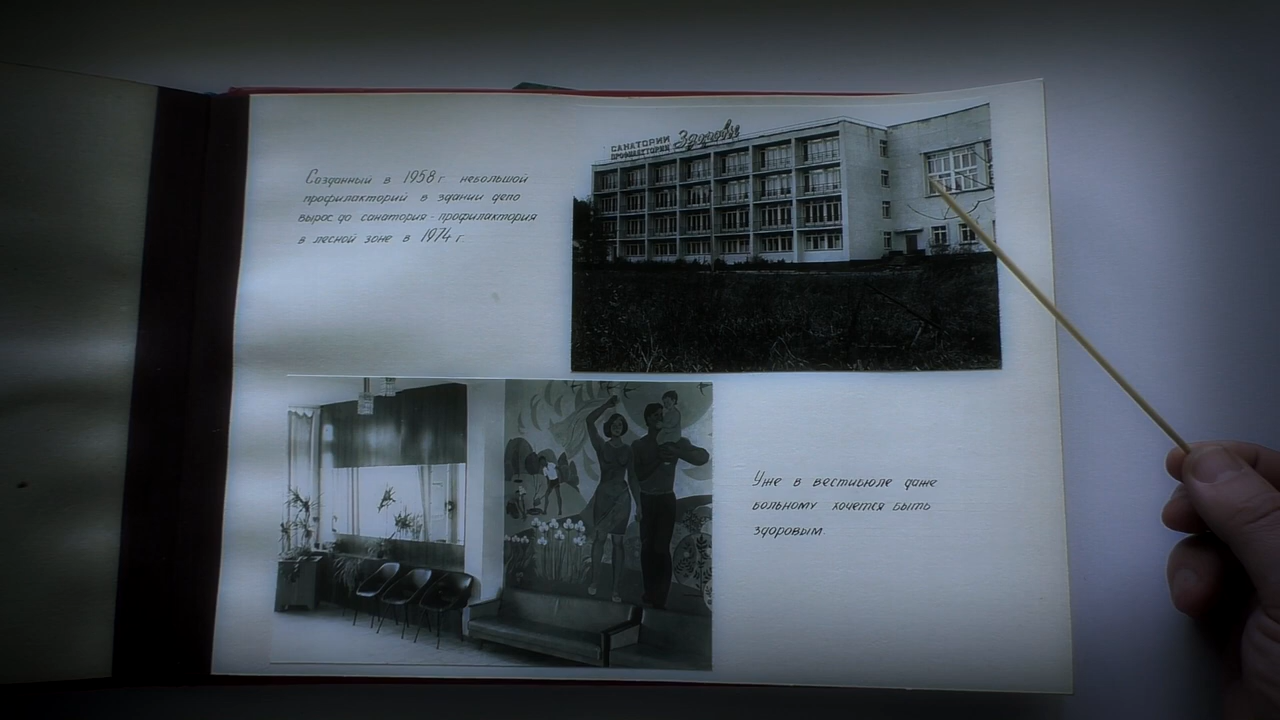 Созданный в 1958 г небольшой
профилакторий в здании депо
вырос до санатория-профилактория
в лесной зоне в 1974 г.
САНАТОРИЙ
ПРОФИЛАКТОРИЙ Здоровье
Уже в вестибюле даже
больному хочется быть
здоровым.